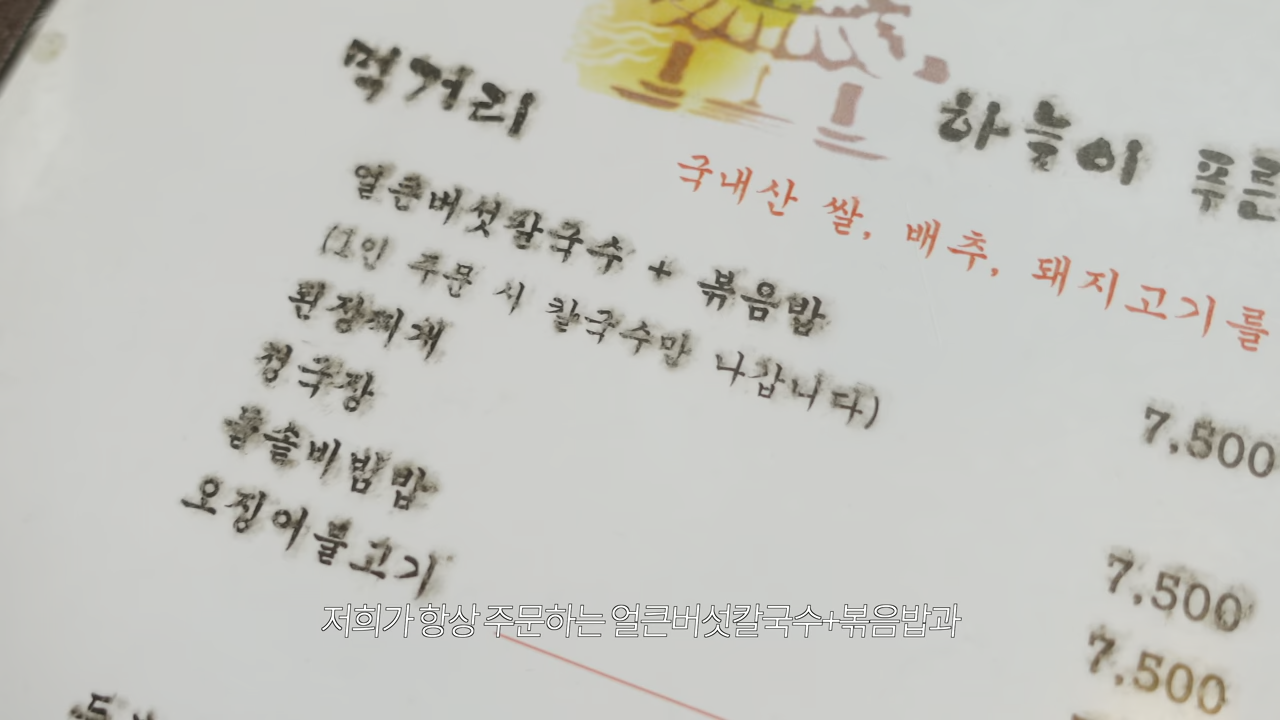 먹거리
하늘이 푸른
국내산 쌀, 배추, 돼지고기를
얼큰버섯칼국수 + 볶음밥
(1인 주문 시 칼국수만 나갑니다)
7,500
된장찌개
7,500
청국장
7,500
돌솥비빔밥
오징어불고기
저희가 항상 주문하는 얼큰버섯칼국수+볶음밥과